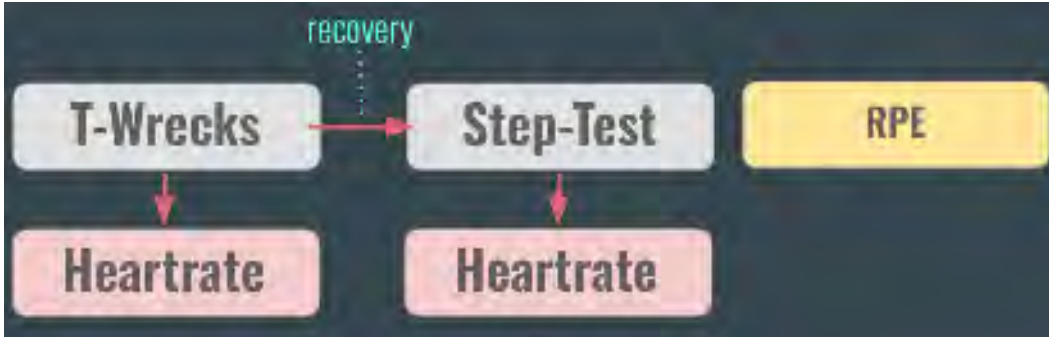 recovery
T-Wrecks
Step-Test
RPE
Heartrate
Heartrate